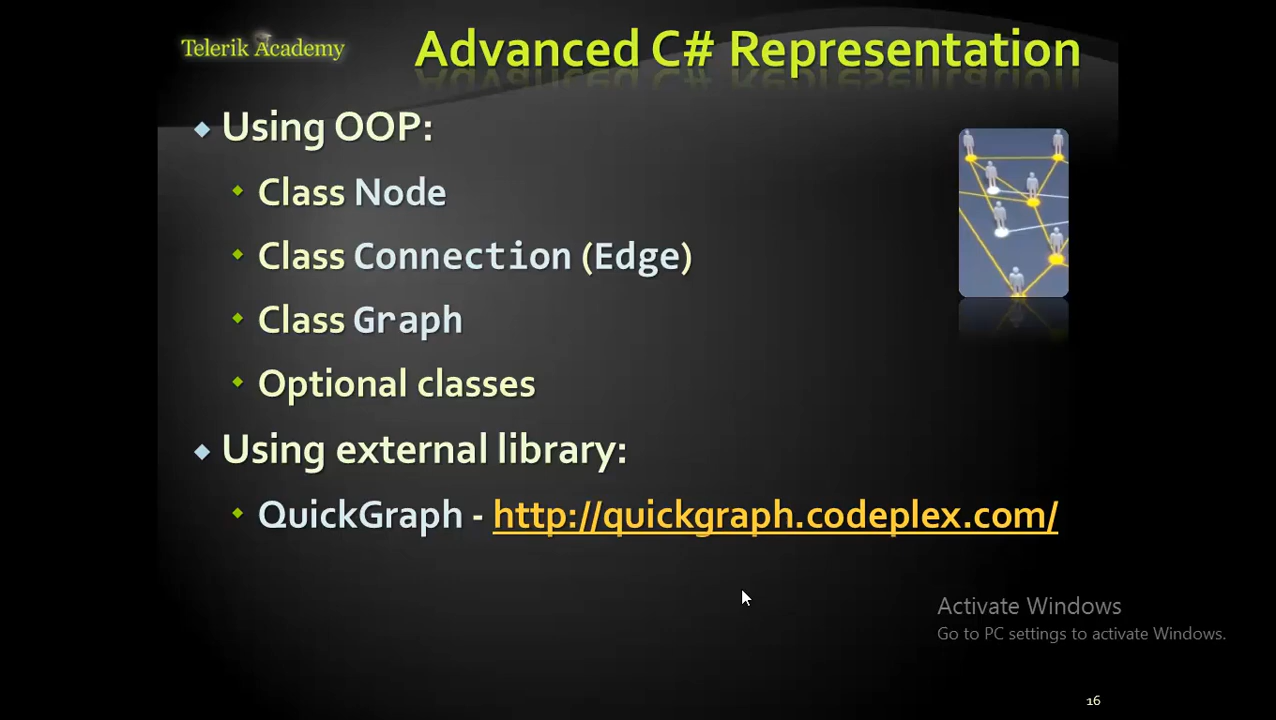 Telerik Academy
Advanced C# Representation
Using OOP:
Class Node
Class Connection (Edge)
Class Graph
Optional classes
Using external library:
QuickGraph - http://quickgraph.codeplex.com/
Activate Windows
Go to PC settings to activate Windows.
16